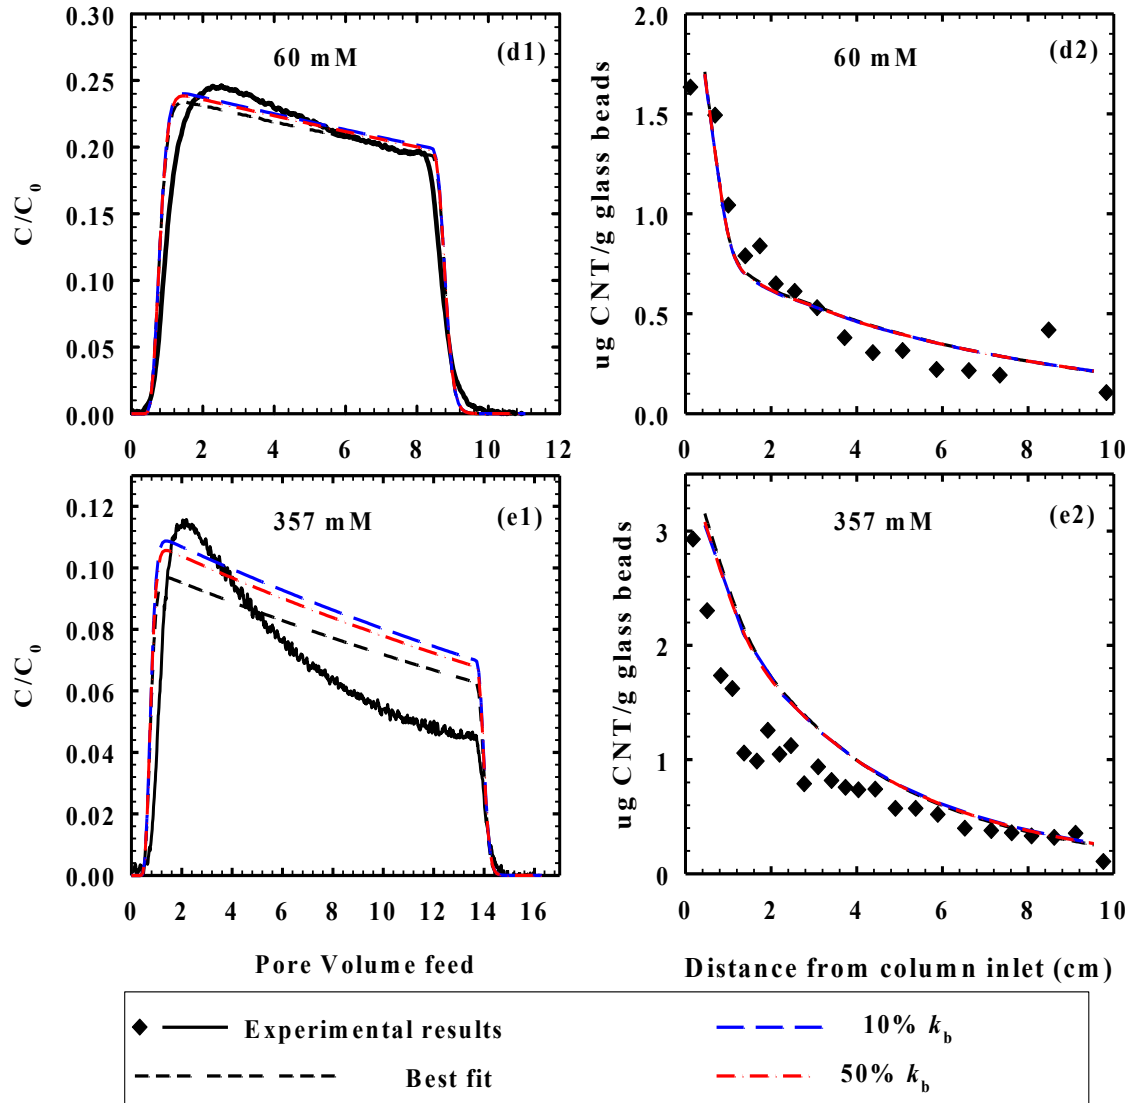 0.30
0.25
0.20
0.15
0.10
0.05
0.00
C/C0
60 mM
(d1)
0 2 4 6 8 10 12
2.0
1.5
1.0
0.5
0.0
ug CNT/g glass beads
60 mM
(d2)
0 2 4 6 8 10
0.12
0.10
0.08
0.06
0.04
0.02
0.00
C/C0
357 mM
(e1)
0 2 4 6 8 10 12 14 16
Pore Volume feed
3
2
1
0
ug CNT/g glass beads
357 mM
(e2)
0 2 4 6 8 10
Distance from column inlet (cm)
Experimental results
10% kb
Best fit
50% kb